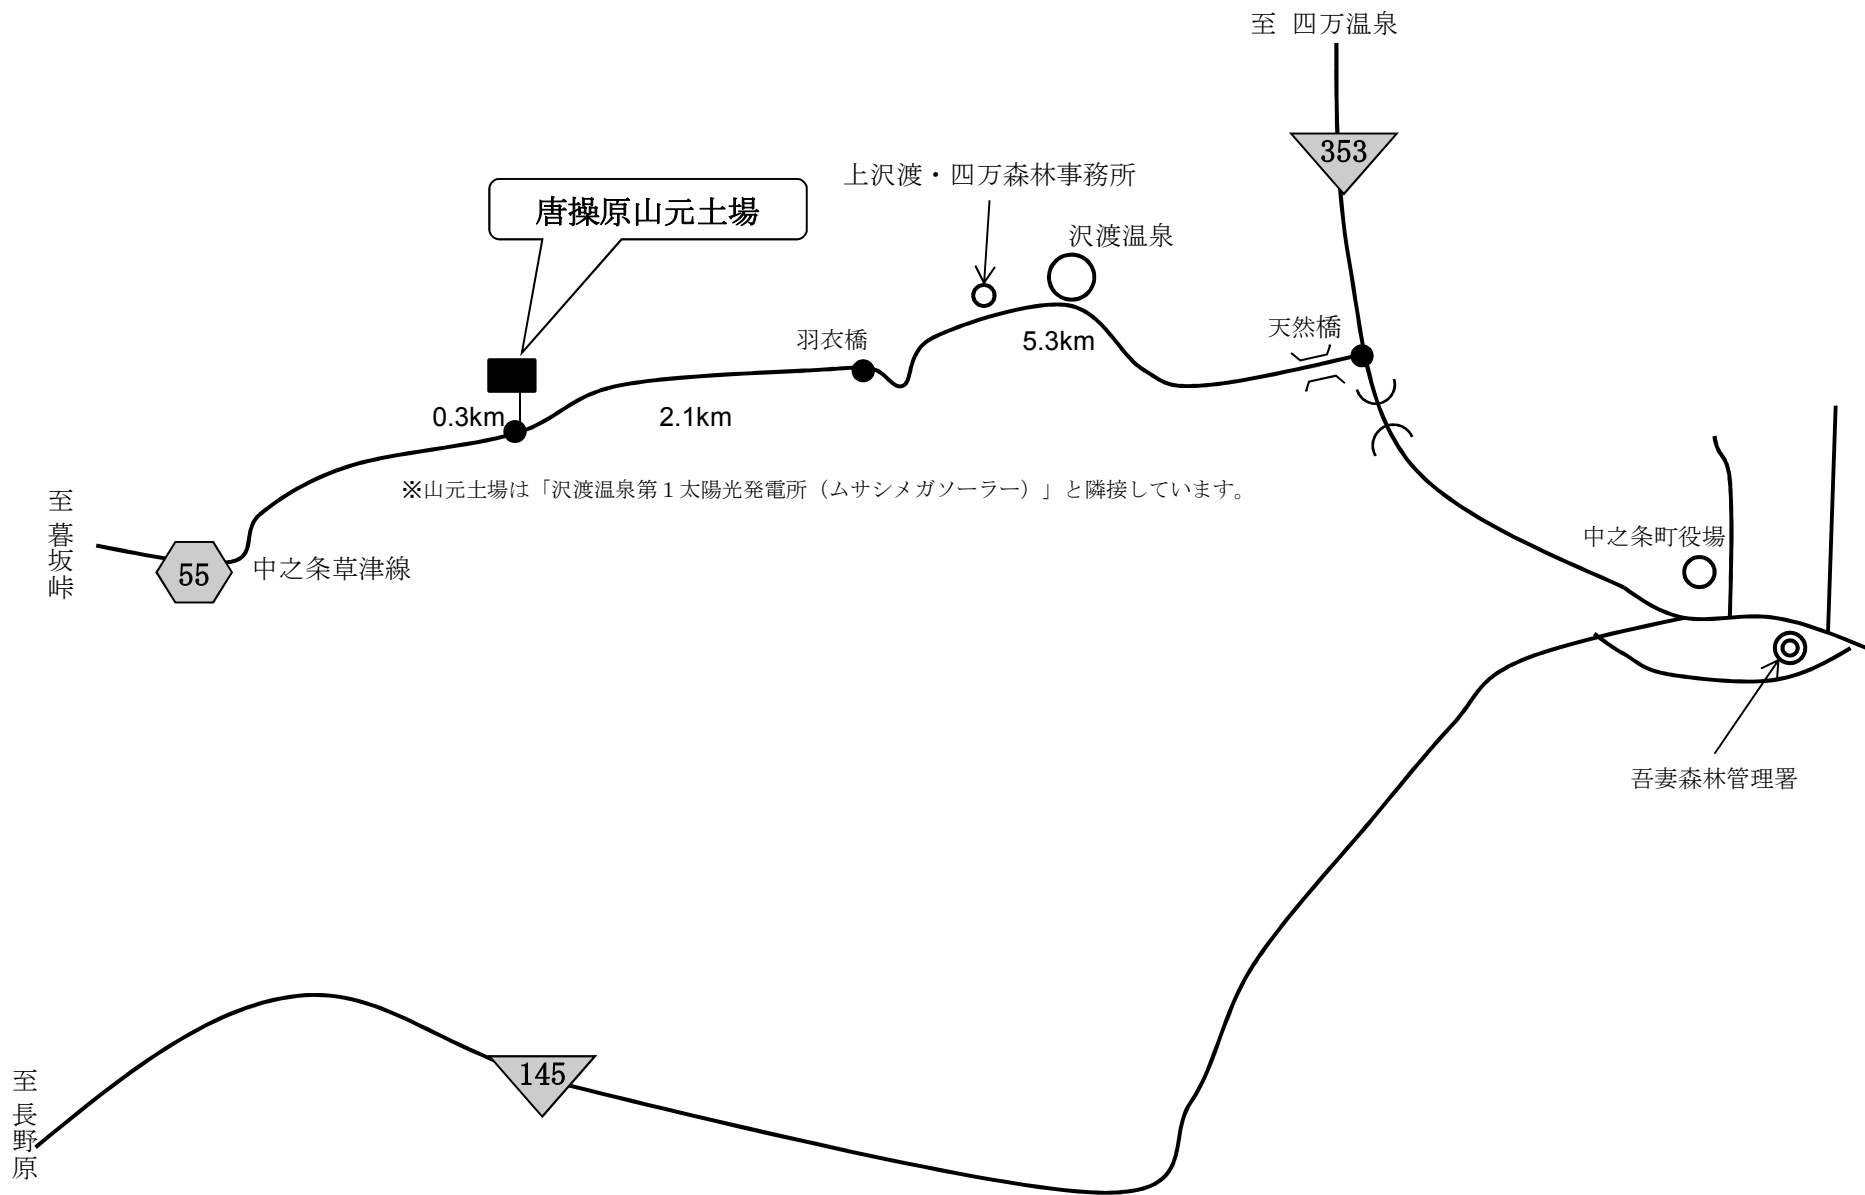 至 四万温泉
353
上沢渡・四万森林事務所
唐操原山元土場
沢渡温泉
天然橋
羽衣橋
5.3km
0.3km
2.1km
※山元土場は「沢渡温泉第１太陽光発電所（ムサシメガソーラー）」と隣接しています。
至 暮坂峠
中之条町役場
55
中之条草津線
吾妻森林管理署
145
至 長野原